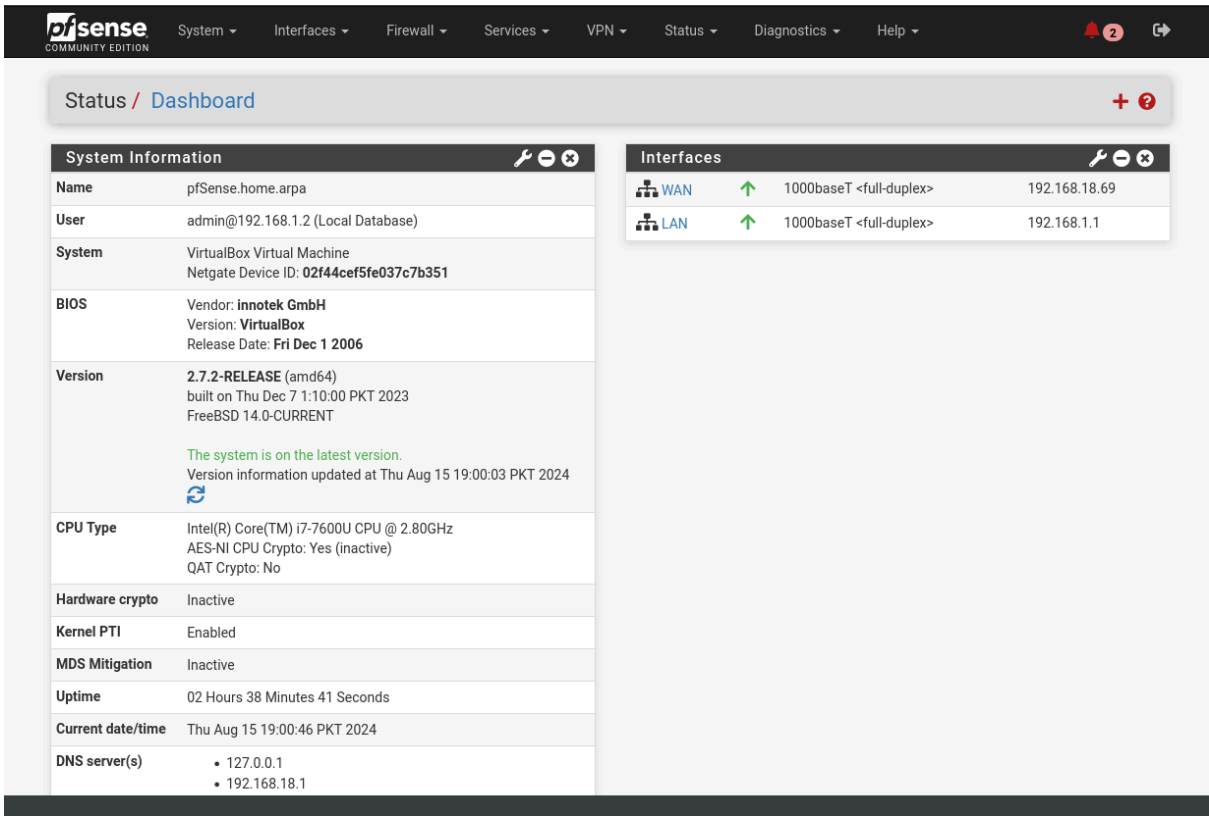 pfsense
COMMUNITY EDITION
System
Interfaces
Firewall
Services
VPN
Status
Diagnostics
Help
2
Status / Dashboard
System Information
Name pfSense.home.arpa
User admin@192.168.1.2 (Local Database)
System VirtualBox Virtual Machine
Netgate Device ID: 02f44cef5fe037c7b351
BIOS Vendor: innotek GmbH
Version: VirtualBox
Release Date: Fri Dec 1 2006
Version 2.7.2-RELEASE (amd64)
built on Thu Dec 7 1:10:00 PKT 2023
FreeBSD 14.0-CURRENT
The system is on the latest version.
Version information updated at Thu Aug 15 19:00:03 PKT 2024
CPU Type Intel(R) Core(TM) i7-7600U CPU @ 2.80GHz
AES-NI CPU Crypto: Yes (inactive)
QAT Crypto: No
Hardware crypto Inactive
Kernel PTI Enabled
MDS Mitigation Inactive
Uptime 02 Hours 38 Minutes 41 Seconds
Current date/time Thu Aug 15 19:00:46 PKT 2024
DNS server(s) • 127.0.0.1
• 192.168.18.1
Interfaces
WAN 1000baseT <full-duplex> 192.168.18.69
LAN 1000baseT <full-duplex> 192.168.1.1